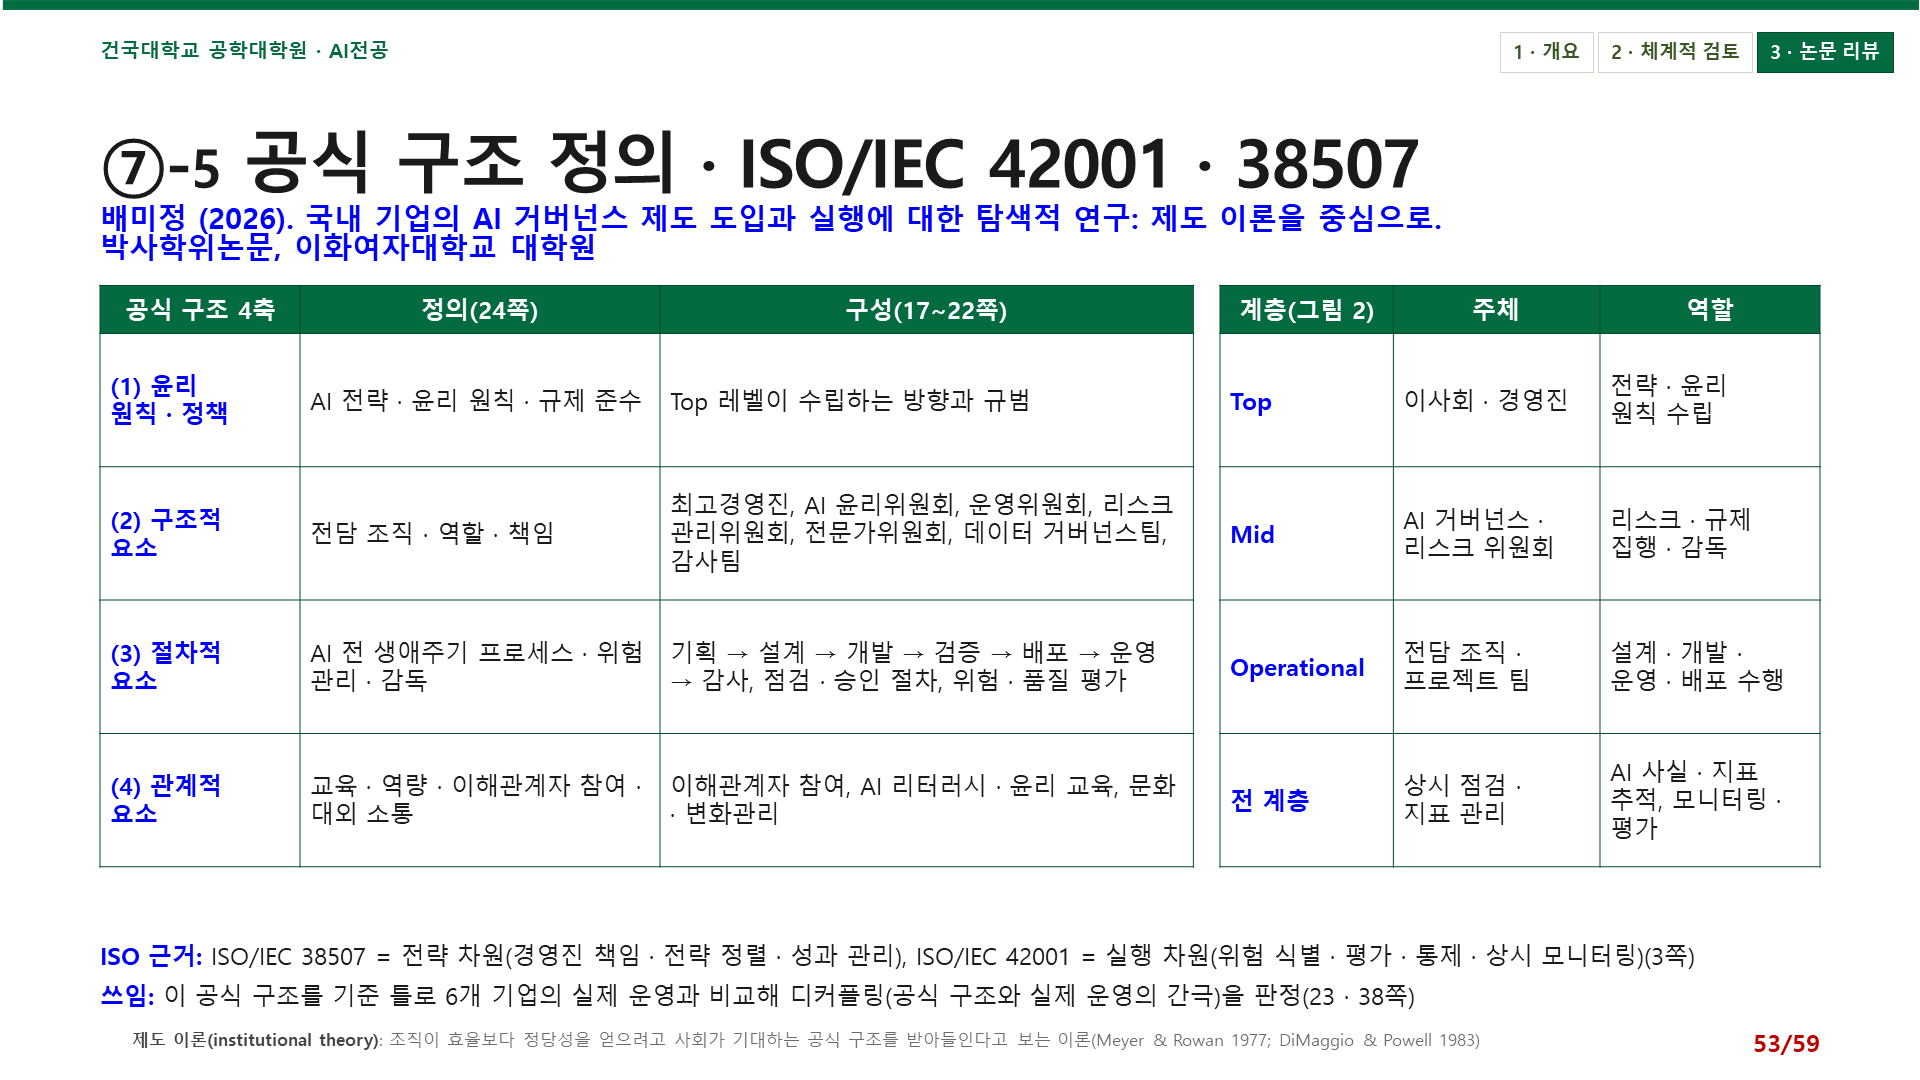 건국대학교 공학대학원 · AI전공
1 · 개요
2 · 체계적 검토
3 · 논문 리뷰
⑦-5 공식 구조 정의 · ISO/IEC 42001 · 38507
배미정 (2026). 국내 기업의 AI 거버넌스 제도 도입과 실행에 대한 탐색적 연구: 제도 이론을 중심으로.
박사학위논문, 이화여자대학교 대학원
공식 구조 4축
정의(24쪽)
구성(17~22쪽)
(1) 윤리
원칙 · 정책
AI 전략 · 윤리 원칙 · 규제 준수
Top 레벨이 수립하는 방향과 규범
(2) 구조적
요소
전담 조직 · 역할 · 책임
최고경영진, AI 윤리위원회, 운영위원회, 리스크
관리위원회, 전문가위원회, 데이터 거버넌스팀,
감사팀
(3) 절차적
요소
AI 전 생애주기 프로세스 · 위험
관리 · 감독
기획 → 설계 → 개발 → 검증 → 배포 → 운영
→ 감사, 점검 · 승인 절차, 위험 · 품질 평가
(4) 관계적
요소
교육 · 역량 · 이해관계자 참여 ·
대외 소통
이해관계자 참여, AI 리터러시 · 윤리 교육, 문화
· 변화관리
계층(그림 2)
주체
역할
Top
이사회 · 경영진
전략 · 윤리
원칙 수립
Mid
AI 거버넌스 ·
리스크 위원회
리스크 · 규제
집행 · 감독
Operational
전담 조직 ·
프로젝트 팀
설계 · 개발 ·
운영 · 배포 수행
전 계층
상시 점검 ·
지표 관리
AI 사실 · 지표
추적, 모니터링 ·
평가
ISO 근거: ISO/IEC 38507 = 전략 차원(경영진 책임 · 전략 정렬 · 성과 관리), ISO/IEC 42001 = 실행 차원(위험 식별 · 평가 · 통제 · 상시 모니터링)(3쪽)
쓰임: 이 공식 구조를 기준 틀로 6개 기업의 실제 운영과 비교해 디커플링(공식 구조와 실제 운영의 간극)을 판정(23 · 38쪽)
제도 이론(institutional theory): 조직이 효율보다 정당성을 얻으려고 사회가 기대하는 공식 구조를 받아들인다고 보는 이론(Meyer & Rowan 1977; DiMaggio & Powell 1983)
53/59